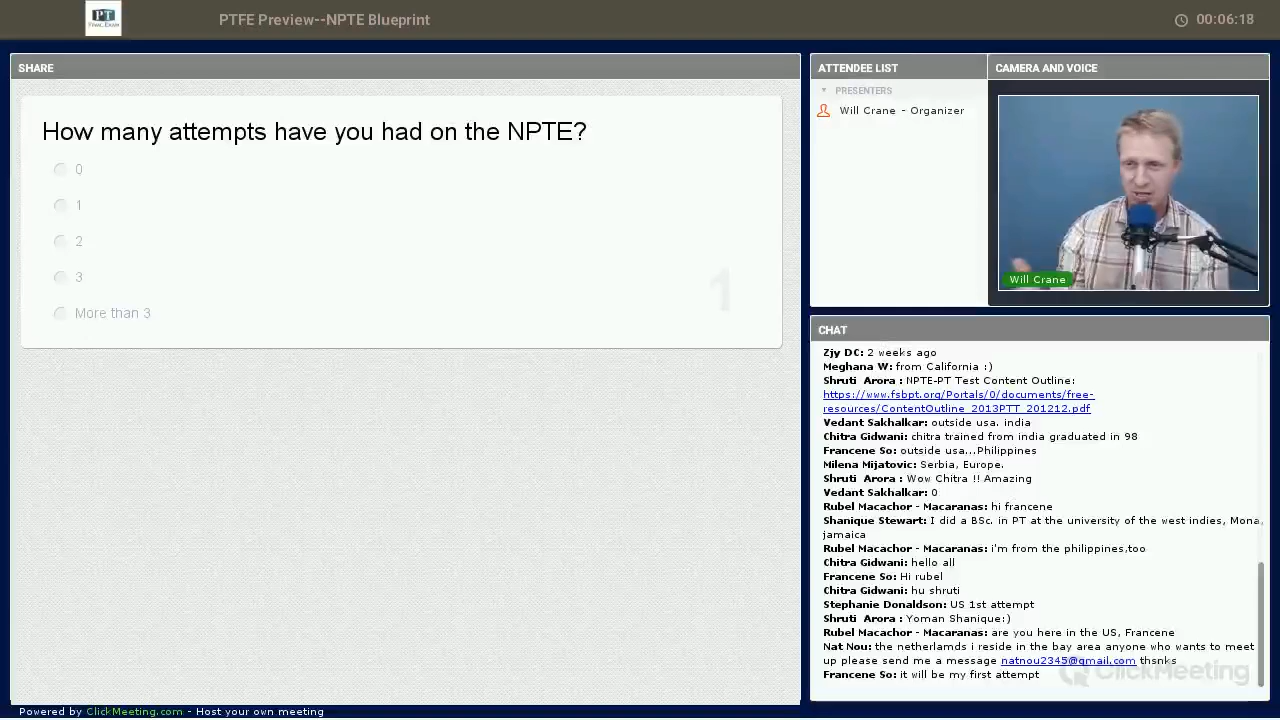 PT
FINAL EXAM
PTFE Preview--NPTE Blueprint
00:06:18
SHARE
How many attempts have you had on the NPTE?
0
1
2
3
More than 3
1
ATTENDEE LIST
PRESENTERS
Will Crane - Organizer
CAMERA AND VOICE
Will Crane
CHAT
Zjy DC: 2 weeks ago
Meghana W: from California :)
Shruti Arora : NPTE-PT Test Content Outline:
https://www.fsbpt.org/Portals/0/documents/free-
resources/ContentOutline_2013PTT_201212.pdf
Vedant Sakhalkar: outside usa. india
Chitra Gidwani: chitra trained from india graduated in 98
Francene So: outside usa...Philippines
Milena Mijatovic: Serbia, Europe.
Shruti Arora : Wow Chitra !! Amazing
Vedant Sakhalkar: 0
Rubel Macachor - Macaranas: hi francene
Shanique Stewart: I did a BSc. in PT at the university of the west indies, Mona,
jamaica
Rubel Macachor - Macaranas: i'm from the philippines,too
Chitra Gidwani: hello all
Francene So: Hi rubel
Chitra Gidwani: hu shruti
Stephanie Donaldson: US 1st attempt
Shruti Arora : Yoman Shanique:)
Rubel Macachor - Macaranas: are you here in the US, Francene
Nat Nou: the netherlamds i reside in the bay area anyone who wants to meet
up please send me a message natnou2345@gmail.com thsnks
Francene So: it will be my first attempt
ClickMeeting
Powered by ClickMeeting.com - Host your own meeting